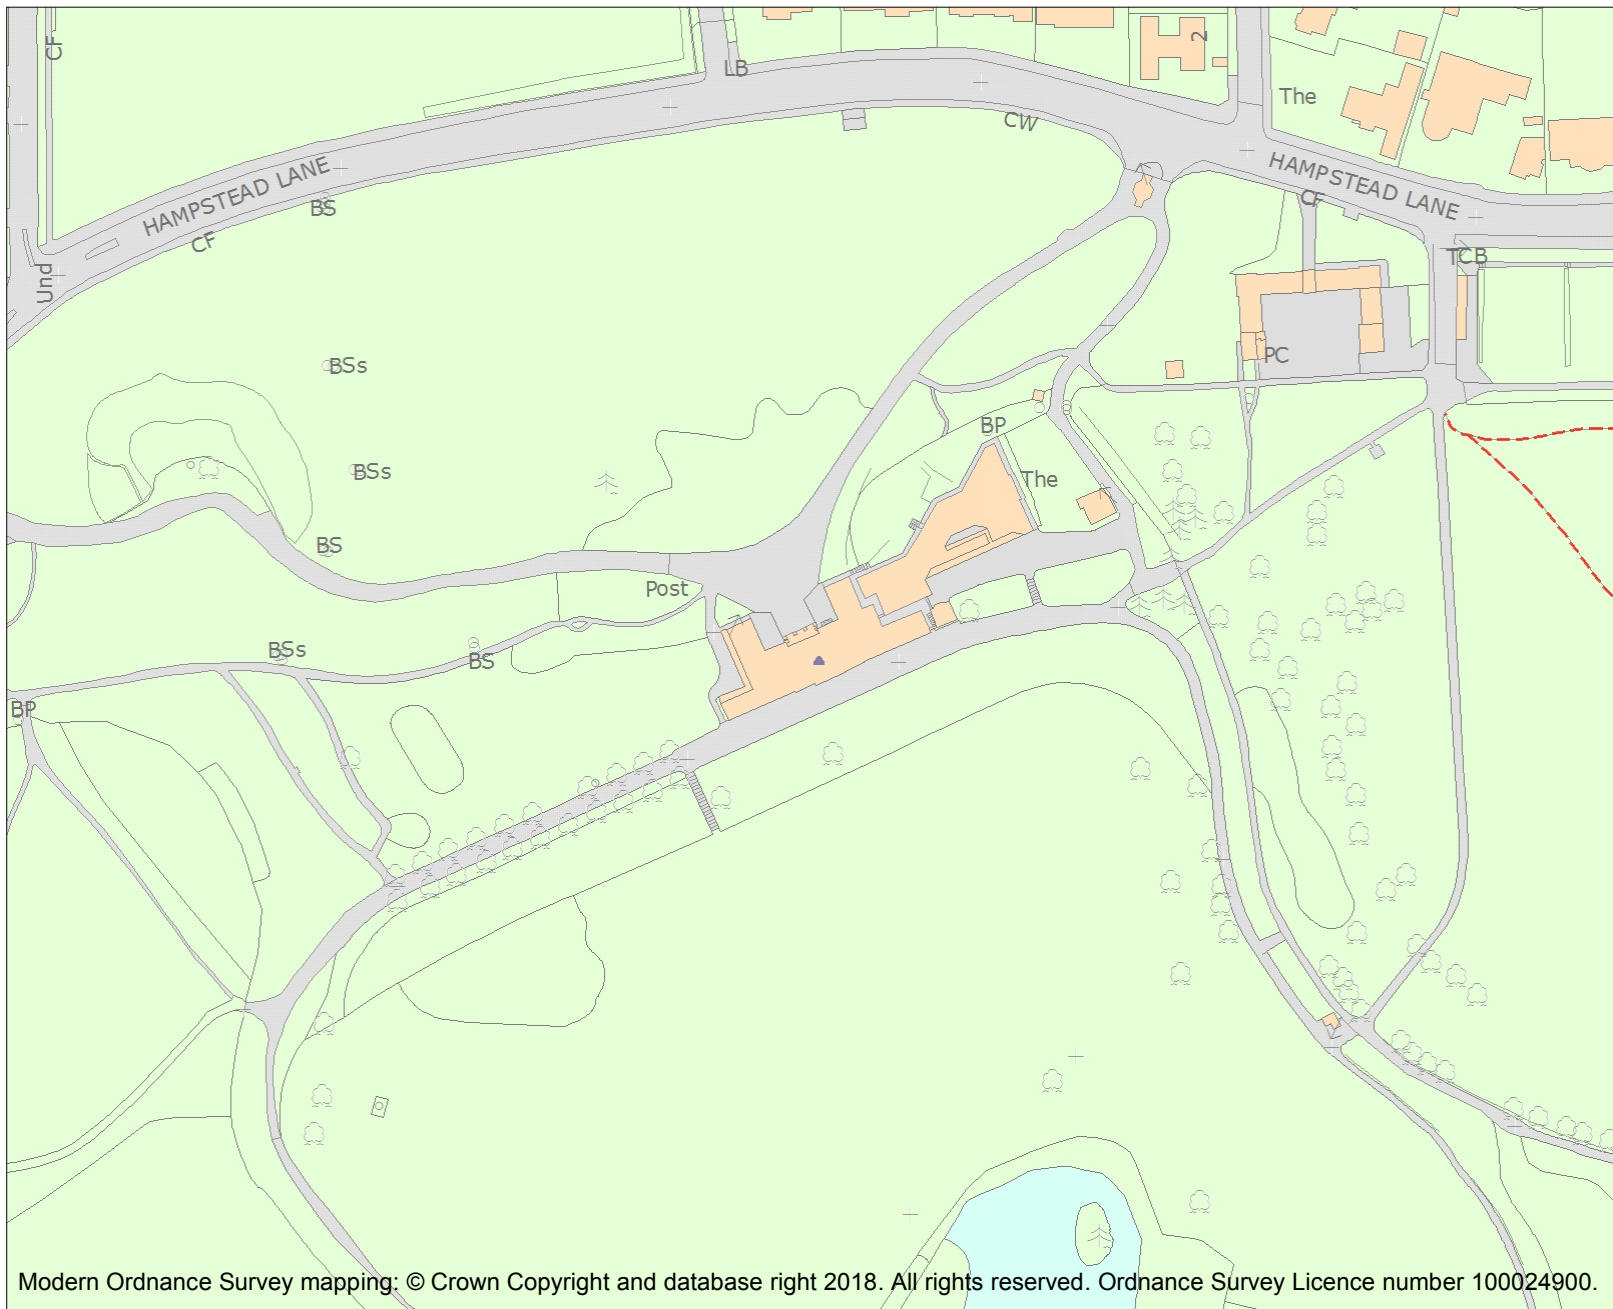 CF
2
LB
The
CW
HAMPSTEAD LANE
HAMPSTEAD LANE
CF
BS
CF
TCB
Und
PC
BSs
BP
BSs
The
BS
Post
BSs
BS
BP
Modern Ordnance Survey mapping: © Crown Copyright and database right 2018. All rights reserved. Ordnance Survey Licence number 100024900.